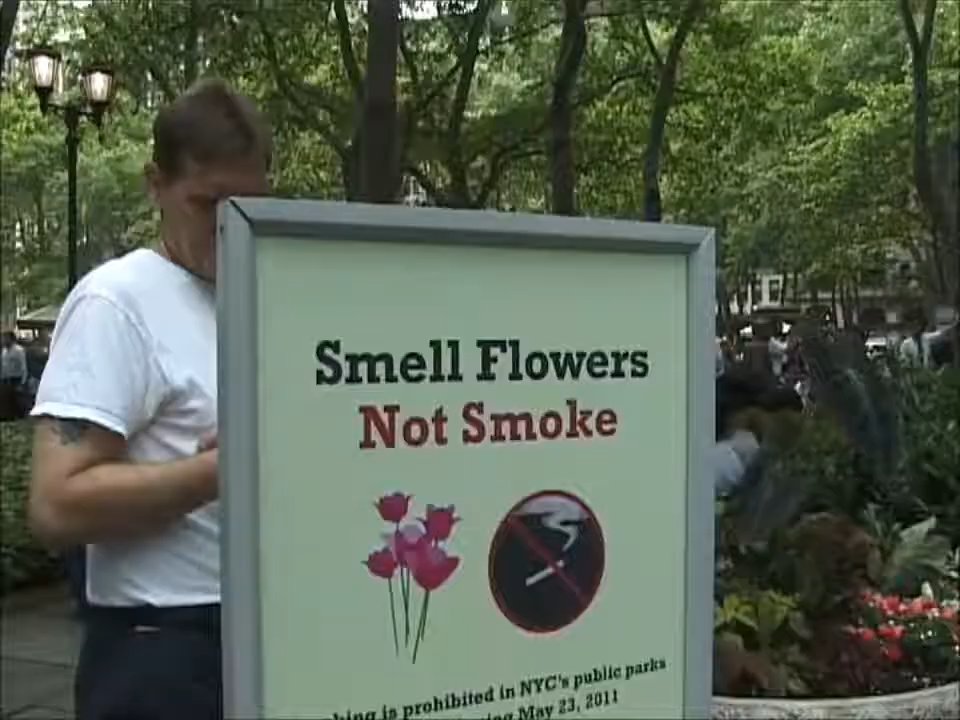 Smell Flowers
Not Smoke
is prohibited in NYC's public parks
May 23, 2011